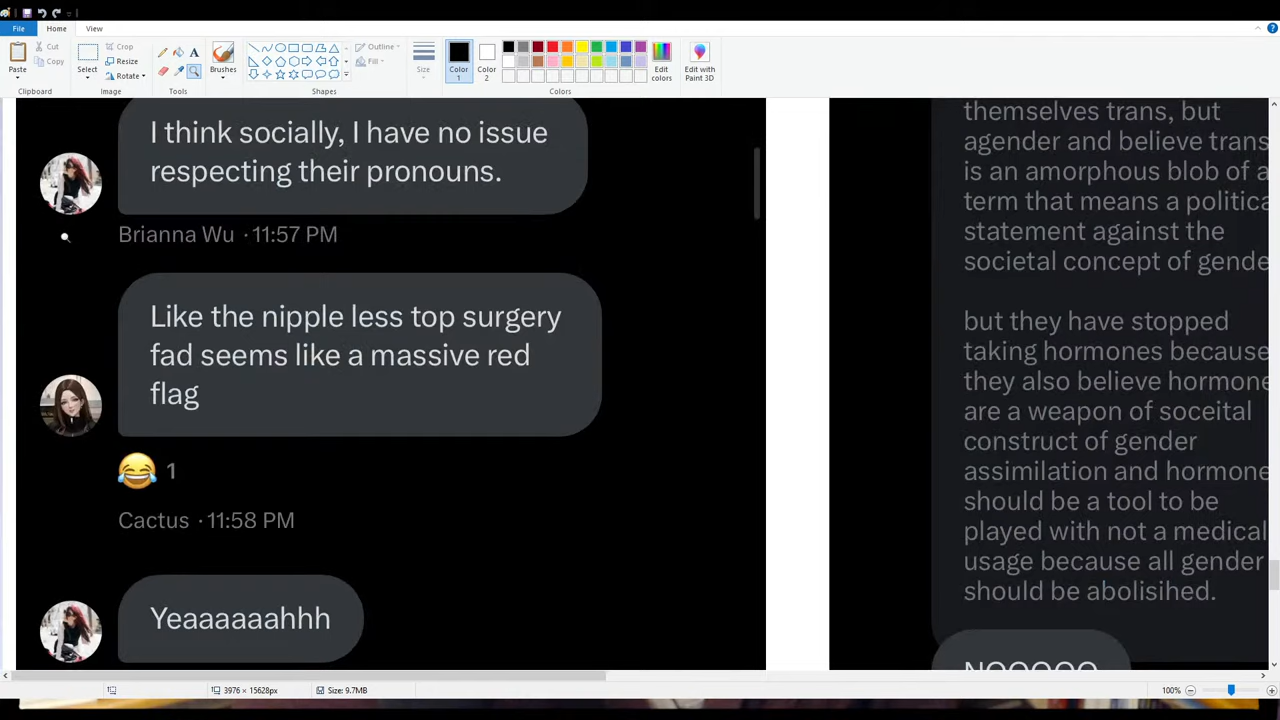 File
Home
View
Paste
Cut
Copy
Clipboard
Select
Crop
Resize
Rotate
Image
Tools
Brushes
Outline
Fill
Shapes
Size
Color
1
Color
2
Edit
colors
Edit with
Paint 3D
Colors
I think socially, I have no issue
respecting their pronouns.
Brianna Wu · 11:57 PM
Like the nipple less top surgery
fad seems like a massive red
flag
😂 1
Cactus · 11:58 PM
Yeaaaaaahhh
themselves trans, but
agender and believe trans
is an amorphous blob of a
term that means a politica
statement against the
societal concept of gende
but they have stopped
taking hormones because
they also believe hormone
are a weapon of soceital
construct of gender
assimilation and hormone
should be a tool to be
played with not a medical
usage because all gender
should be abolisihed.
NOOOOO
3976 × 15628px
Size: 9.7MB
100%